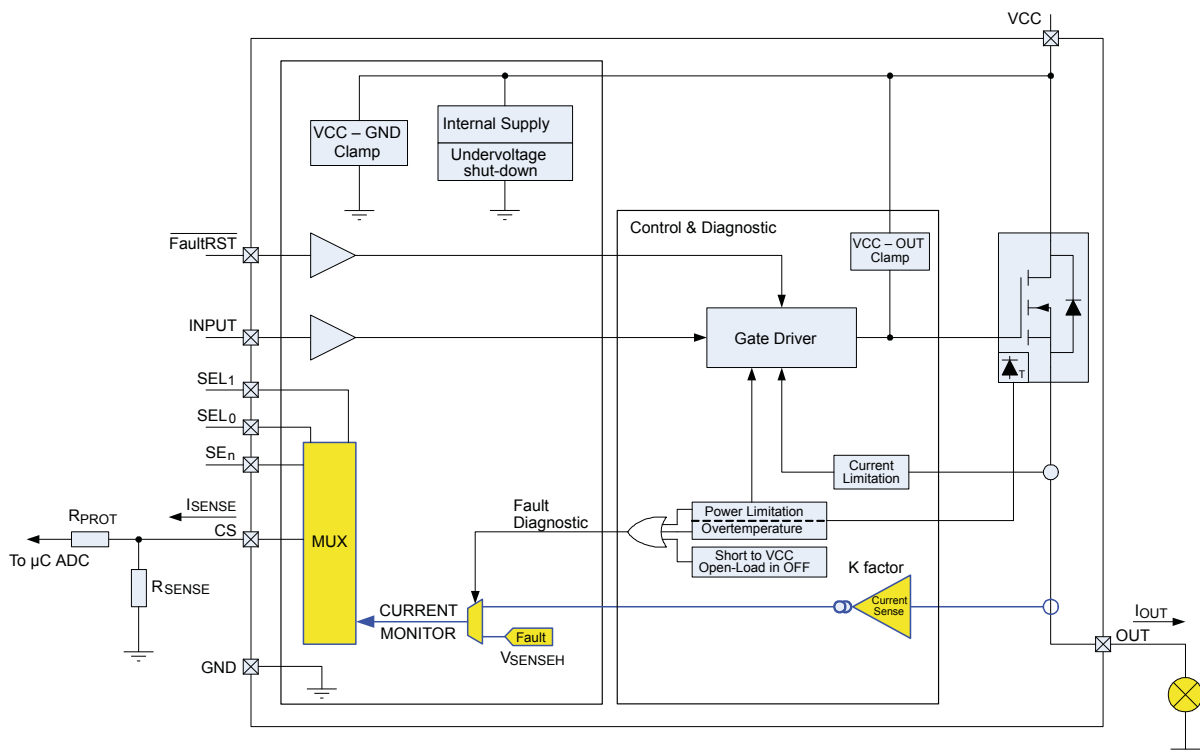 VCC
Internal Supply
VCC – GND
Clamp
Undervoltage
shut-down
FaultRST
Control & Diagnostic
VCC – OUT
Clamp
INPUT
Gate Driver
T
SEL1
SEL0
SEn
Current
Limitation
ISENSE
RPROT
CS
To µC ADC
MUX
Fault
Diagnostic
Power Limitation
Overtemperature
Short to VCC
Open-Load in OFF
RSENSE
K factor
Current
Sense
CURRENT
MONITOR
Fault
VSENSEH
IOUT
OUT
GND